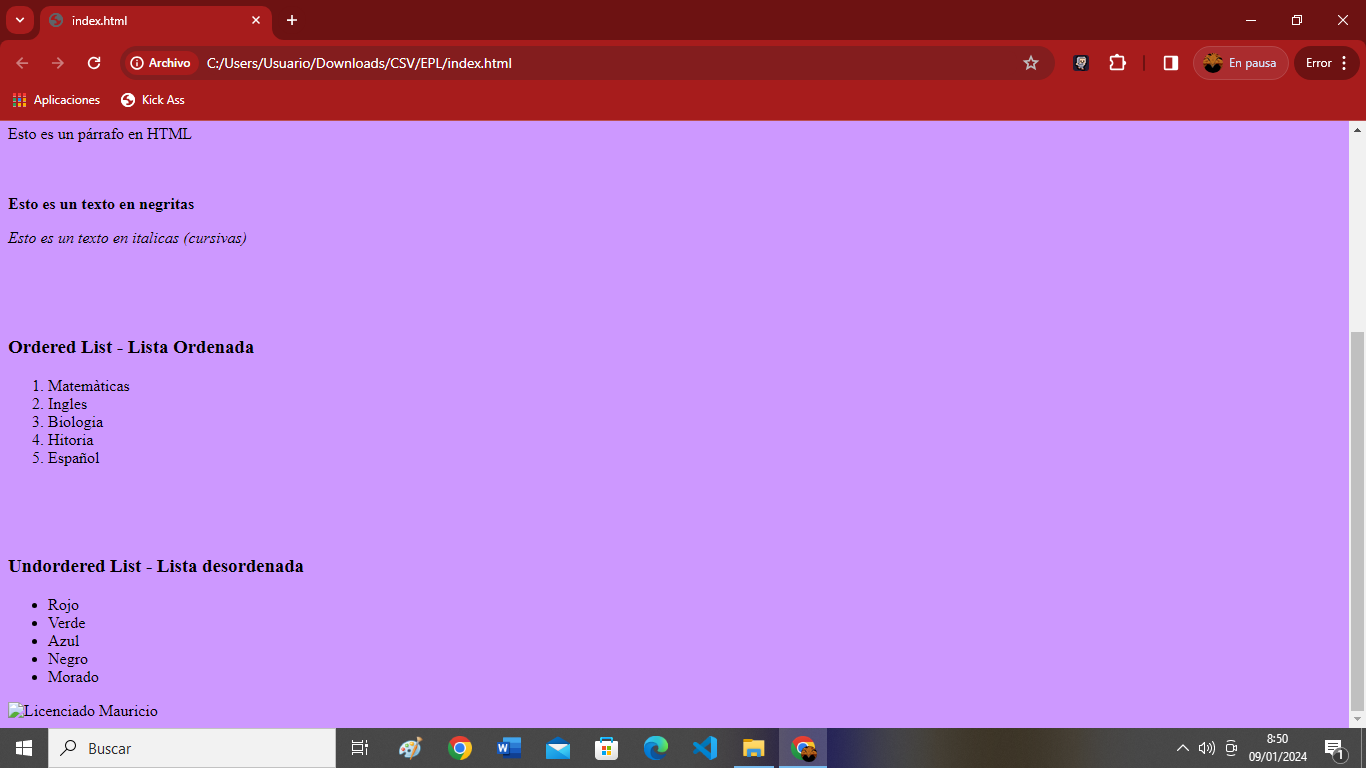 index.html
Archivo
C:/Users/Usuario/Downloads/CSV/EPL/index.html
En pausa
Error
Aplicaciones
Kick Ass
Esto es un párrafo en HTML
Esto es un texto en negritas
Esto es un texto en italicas (cursivas)
Ordered List - Lista Ordenada
1. Matemàticas
2. Ingles
3. Biologia
4. Hitoria
5. Español
Undordered List - Lista desordenada
• Rojo
• Verde
• Azul
• Negro
• Morado
Licenciado Mauricio
Buscar
8:50
09/01/2024
1